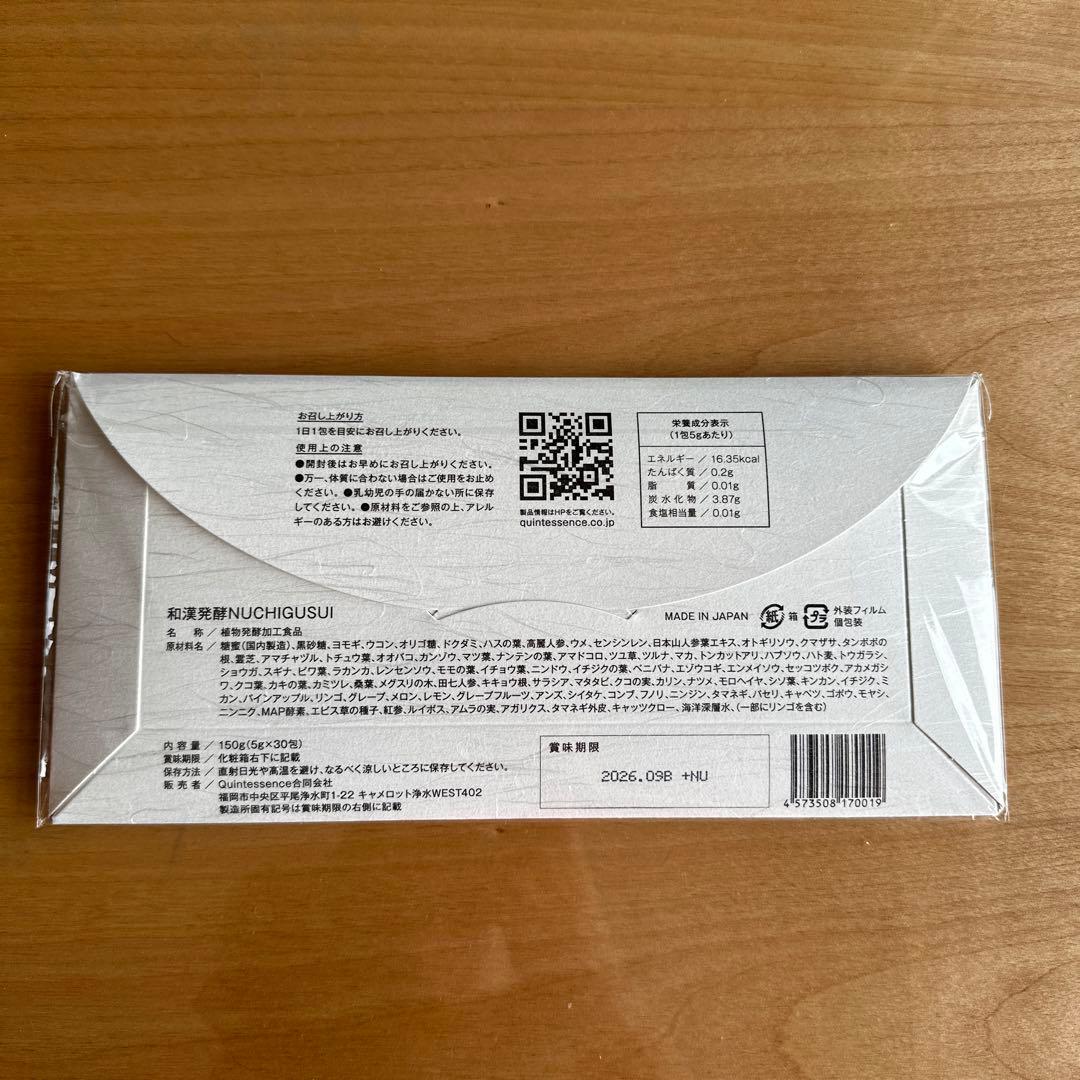 お召し上がり方
1日1包を目安にお召し上がりください。
使用上の注意
●開封後はお早めにお召し上がりください。
●万一、体質に合わない場合はご使用をお止め
ください。●乳幼児の手の届かない所に保存
してください。●原材料をご参照の上、アレル
ギーのある方はお避けください。
製品情報はHPをご覧ください。
quintessence.co.jp
栄養成分表示
(1包5gあたり)
エネルギー / 16.35kcal
たんぱく質 / 0.2g
脂 質 / 0.01g
炭水化物 / 3.87g
食塩相当量 / 0.01g
和漢発酵NUCHIGUSUI
MADE IN JAPAN 紙 箱 プラ 外装フィルム
個包装
名 称 / 植物発酵加工食品
原材料名 / 糖蜜(国内製造)、黒砂糖、ヨモギ、ウコン、オリゴ糖、ドクダミ、ハスの葉、高麗人参、ウメ、センシンレン、日本山人参葉エキス、オトギリソウ、クマザサ、タンポポの
根、霊芝、アマチャヅル、トチュウ葉、オオバコ、カンゾウ、マツ葉、ナンテンの葉、アマドコロ、ツユ草、ツルナ、マカ、トンカットアリ、ハブソウ、ハト麦、トウガラシ、
ショウガ、スギナ、ビワ葉、ラカンカ、レンセンソウ、モモの葉、イチョウ葉、ニンドウ、イチジクの葉、ベニバナ、エゾウコギ、エンメイソウ、セッコツボク、アカメガシ
ワ、クコ葉、カキの葉、カミツレ、桑葉、メグスリの木、田七人参、キキョウ根、サラシア、マタタビ、クコの実、カリン、ナツメ、モロヘイヤ、シソ葉、キンカン、イチジク、ミ
カン、パインアップル、リンゴ、グレープ、メロン、レモン、グレープフルーツ、アンズ、シイタケ、コンブ、フノリ、ニンジン、タマネギ、パセリ、キャベツ、ゴボウ、モヤシ、
ニンニク、MAP酵素、エビス草の種子、紅参、ルイボス、アムラの実、アガリクス、タマネギ外皮、キャッツクロー、海洋深層水、(一部にリンゴを含む)
内容量 / 150g(5g×30包)
賞味期限 / 化粧箱右下に記載
保存方法 / 直射日光や高温を避け、なるべく涼しいところに保存してください。
販売者 / Quintessence合同会社
福岡市中央区平尾浄水町1-22 キャメロット浄水WEST402
製造所固有記号は賞味期限の右側に記載
賞味期限
2026.09B +NU
4 573508 170019